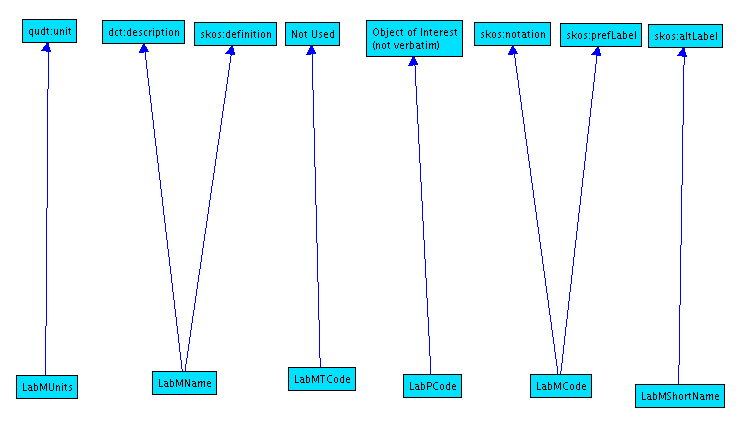 qudt:unit
dct:description
skos:definition
Not Used
Object of Interest
(not verbatim)
skos:notation
skos:prefLabel
skos:altLabel
LabMUnits
LabMName
LabMTCode
LabPCode
LabMCode
LabMShortName